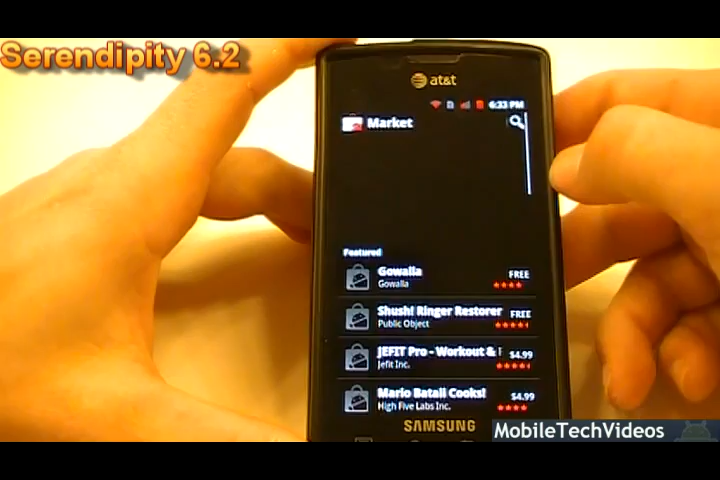 Serendipity 6.2
at&t
6:33 PM
Market
Featured
Gowalla
FREE
Gowalla
Shush! Ringer Restorer
FREE
Public Object
JEFIT Pro - Workout &
$4.99
Jefit Inc.
Mario Batali Cooks!
$4.99
High Five Labs Inc.
SAMSUNG
MobileTechVideos